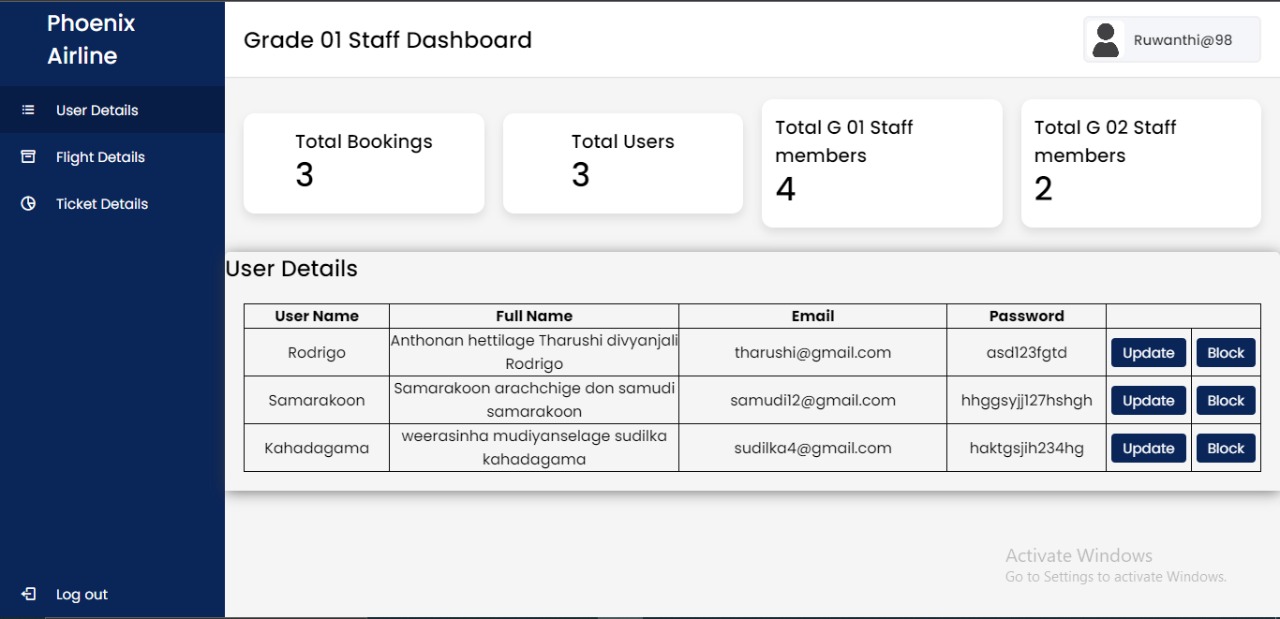 Phoenix
Airline
Grade 01 Staff Dashboard
Ruwanthi@98
User Details
Flight Details
Ticket Details
Total Bookings
3
Total Users
3
Total G 01 Staff
members
4
Total G 02 Staff
members
2
User Details
User Name Full Name Email Password
Rodrigo Anthonan hettilage Tharushi divyanjali
Rodrigo tharushi@gmail.com asd123fgtd Update Block
Samarakoon Samarakoon arachchige don samudi
samarakoon samudi12@gmail.com hhggsyjj127hshgh Update Block
Kahadagama weerasinha mudiyanselage sudilka
kahadagama sudilka4@gmail.com haktgsjih234hg Update Block
Activate Windows
Go to Settings to activate Windows.
Log out